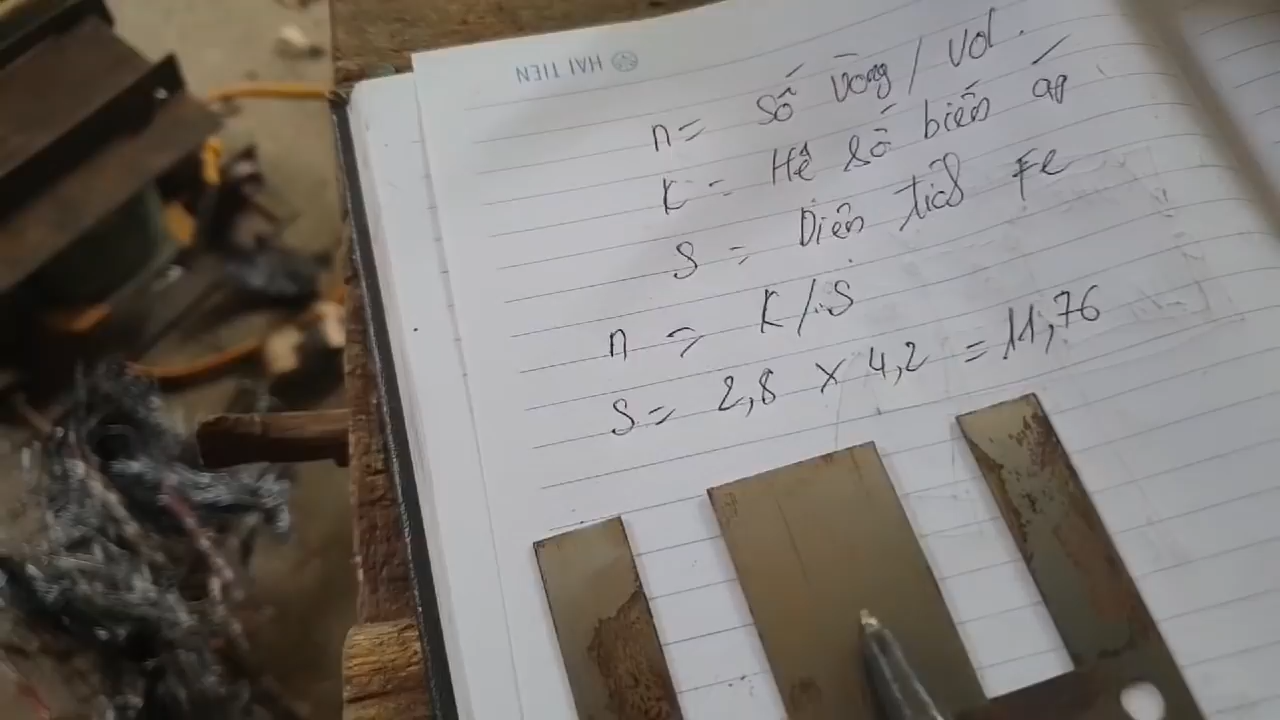 HAI TIEN
n = Số vòng / Vol.
K = Hệ số biến áp
S = Diện tích Fe
n = K / S
S = 2,8 x 4,2 = 11,76